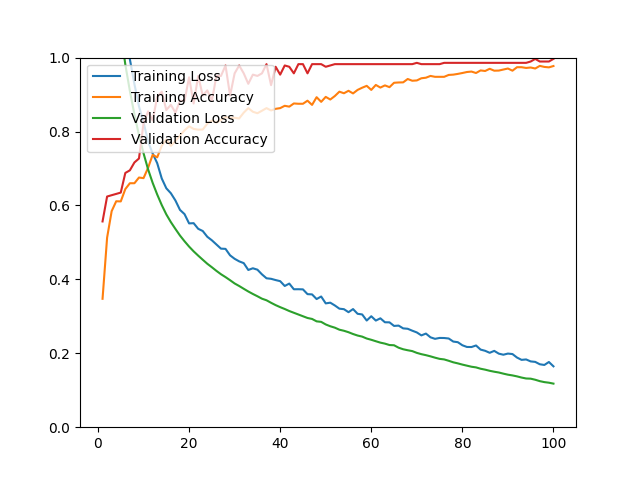 1.0
0.8
0.6
0.4
0.2
0.0
Training Loss
Training Accuracy
Validation Loss
Validation Accuracy
0 20 40 60 80 100